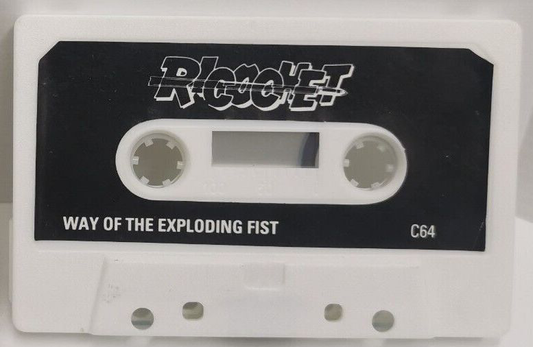 RICOCHET
WAY OF THE EXPLODING FIST
C64